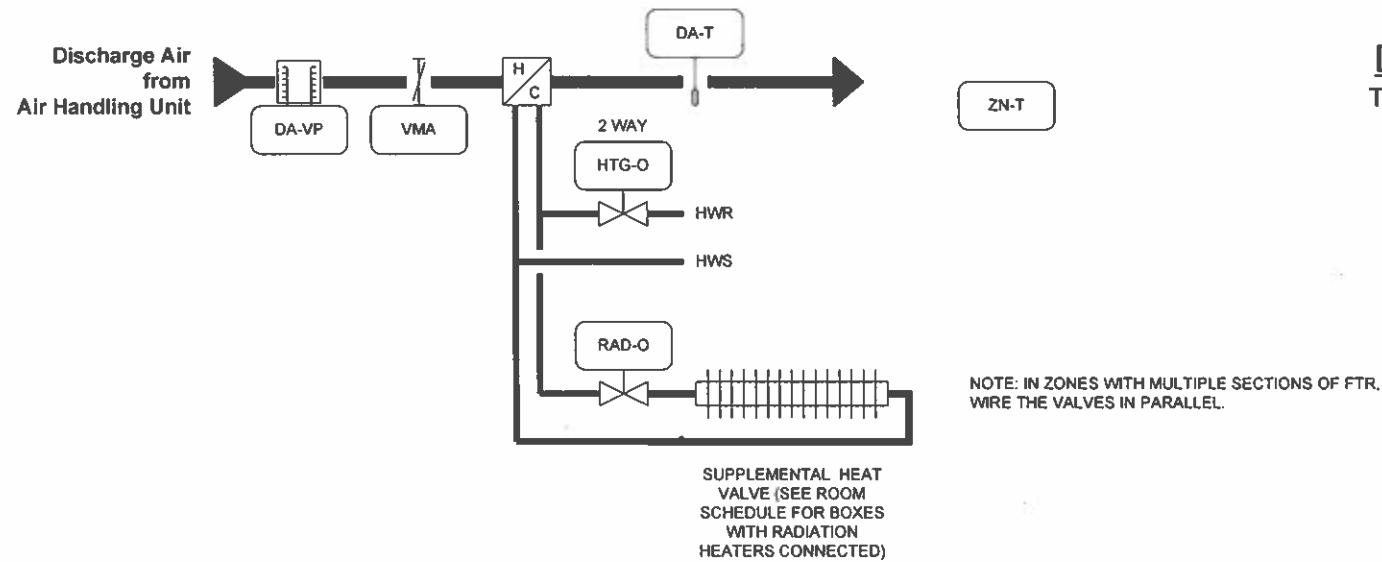 Discharge Air
from
Air Handling Unit
DA-VP
VMA
H
C
DA-T
ZN-T
2 WAY
HTG-O
HWR
HWS
RAD-O
NOTE: IN ZONES WITH MULTIPLE SECTIONS OF FTR,
WIRE THE VALVES IN PARALLEL.
SUPPLEMENTAL HEAT
VALVE (SEE ROOM
SCHEDULE FOR BOXES
WITH RADIATION
HEATERS CONNECTED)
T